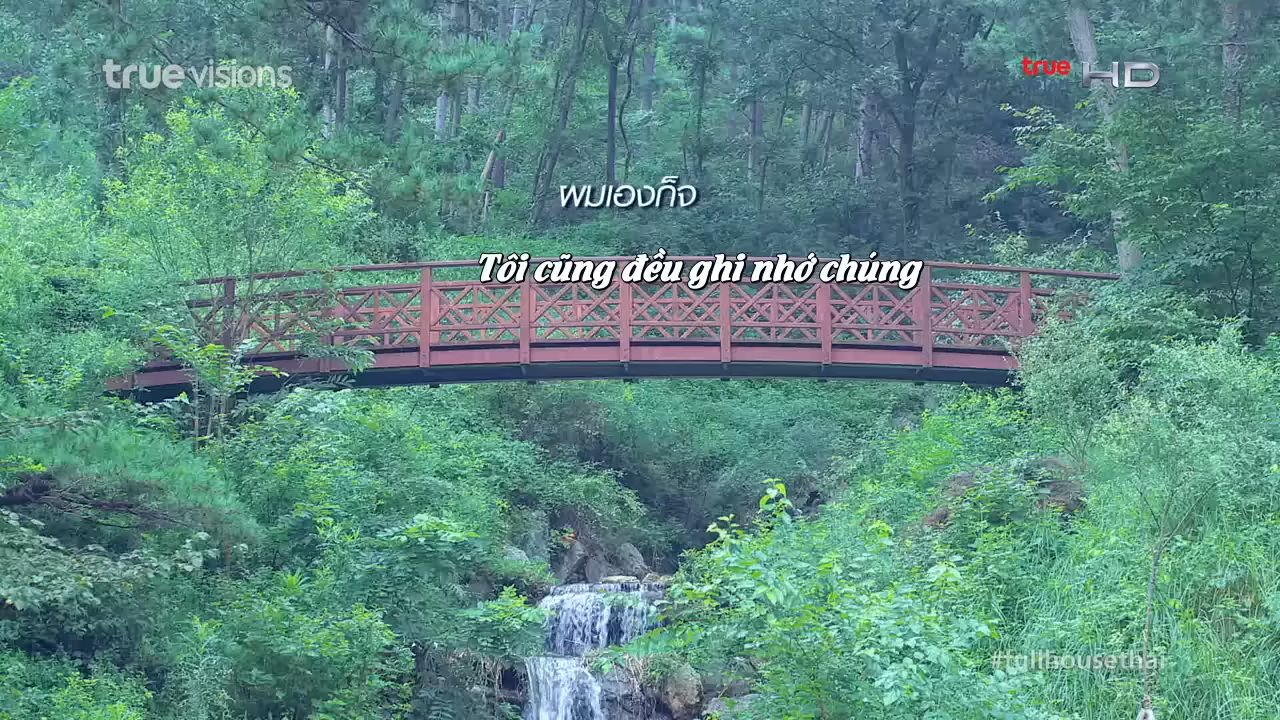 truevisions
true HD
ผมเองก็จ
Tôi cũng đều ghi nhớ chúng
#fullhousethai